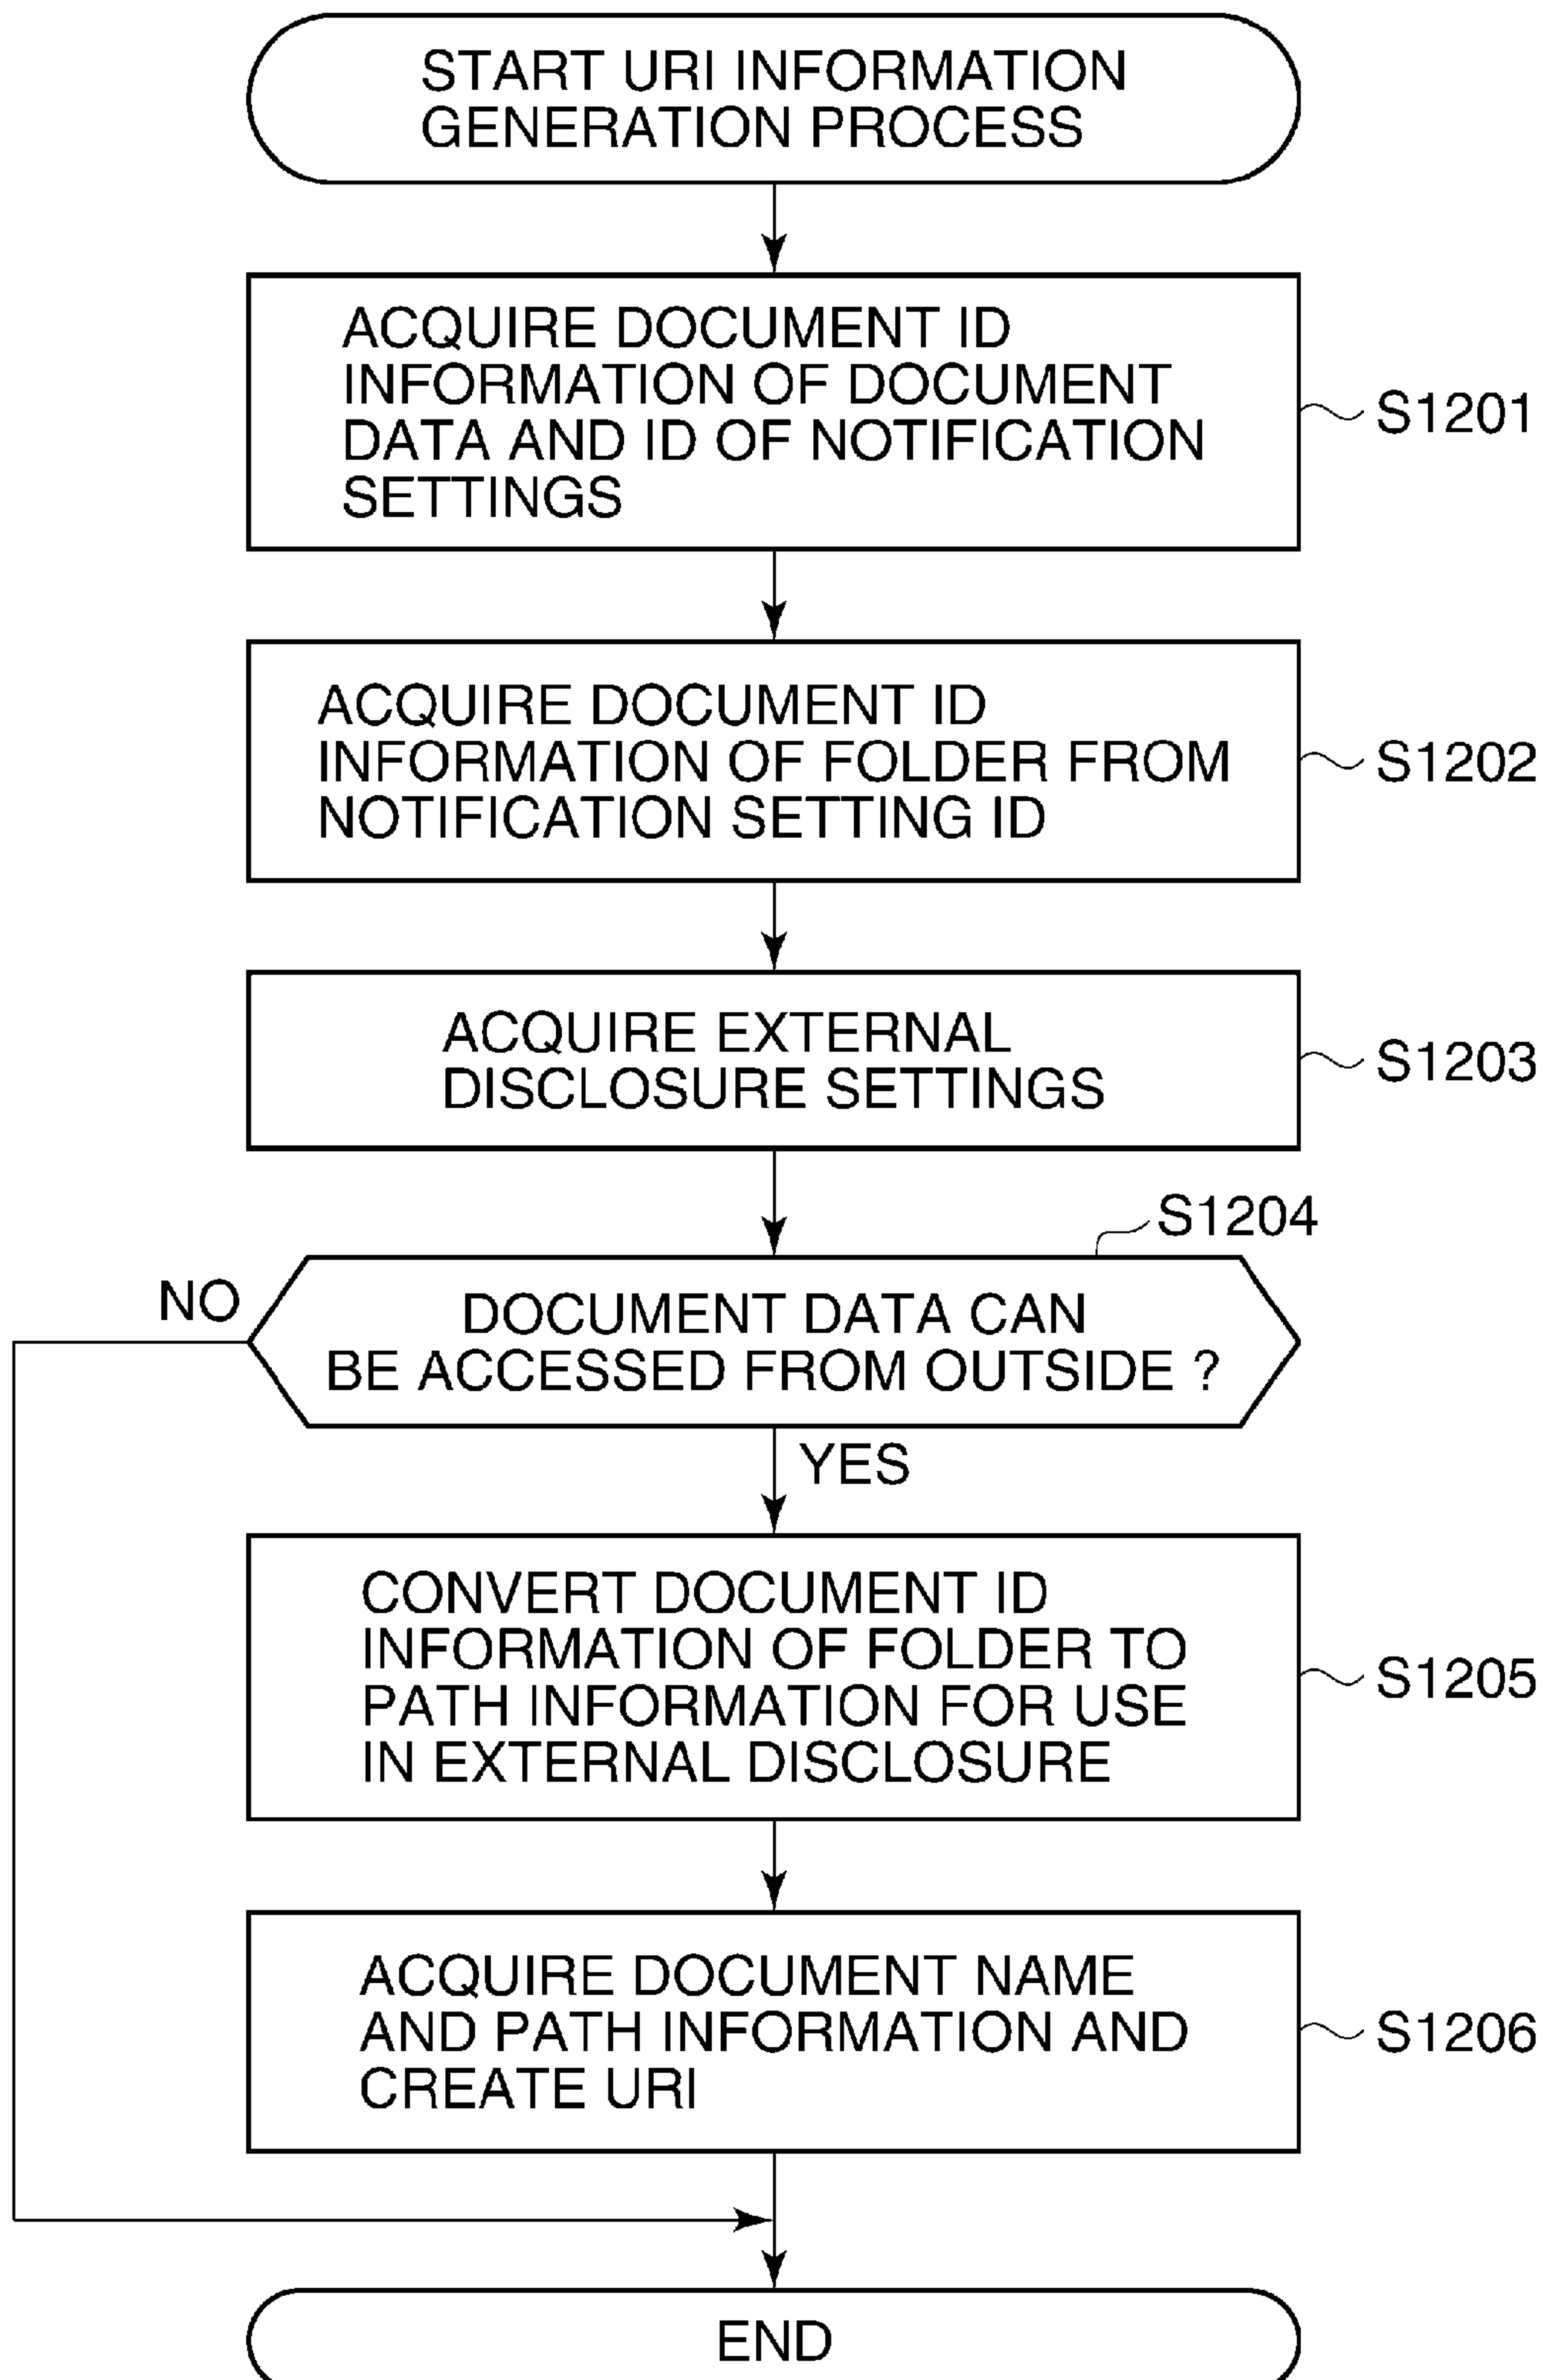 START URI INFORMATION
GENERATION PROCESS
ACQUIRE DOCUMENT ID
INFORMATION OF DOCUMENT
DATA AND ID OF NOTIFICATION
SETTINGS
S1201
ACQUIRE DOCUMENT ID
INFORMATION OF FOLDER FROM
NOTIFICATION SETTING ID
S1202
ACQUIRE EXTERNAL
DISCLOSURE SETTINGS
S1203
S1204
NO
DOCUMENT DATA CAN
BE ACCESSED FROM OUTSIDE ?
YES
CONVERT DOCUMENT ID
INFORMATION OF FOLDER TO
PATH INFORMATION FOR USE
IN EXTERNAL DISCLOSURE
S1205
ACQUIRE DOCUMENT NAME
AND PATH INFORMATION AND
CREATE URI
S1206
END